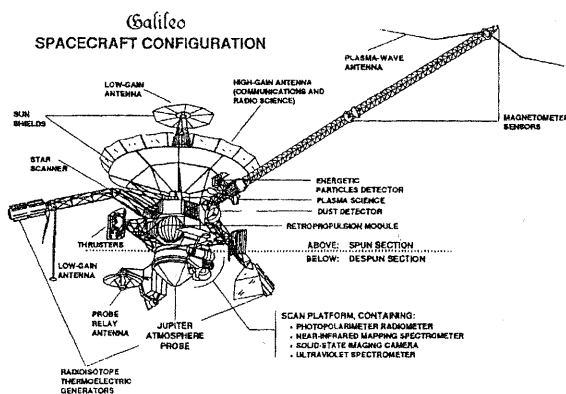 Galileo
SPACECRAFT CONFIGURATION
LOW-GAIN
ANTENNA
HIGH-GAIN ANTENNA
(COMMUNICATIONS AND
RADIO SCIENCE)
PLASMA-WAVE
ANTENNA
SUN
SHIELDS
MAGNETOMETER
SENSORS
STAR
SCANNER
ENERGETIC
PARTICLES DETECTOR
PLASMA SCIENCE
DUST DETECTOR
RETROPROPULSION MODULE
THRUSTERS
ABOVE: SPUN SECTION
BELOW: DESPUN SECTION
LOW-GAIN
ANTENNA
PROBE
RELAY
ANTENNA
JUPITER
ATMOSPHERE
PROBE
SCAN PLATFORM, CONTAINING:
• PHOTOPOLARIMETER RADIOMETER
• NEAR-INFRARED MAPPING SPECTROMETER
• SOLID-STATE IMAGING CAMERA
• ULTRAVIOLET SPECTROMETER
RADIOISOTOPE
THERMOELECTRIC
GENERATORS